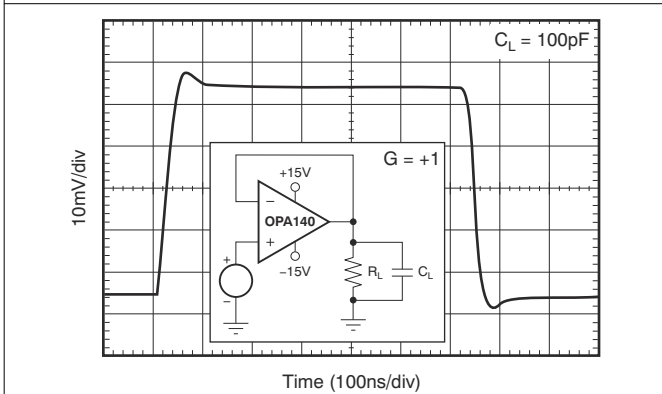 C_L = 100pF
10mV/div
G = +1
+15V
−
OPA140
+
−15V
+
−
R_L
C_L
Time (100ns/div)